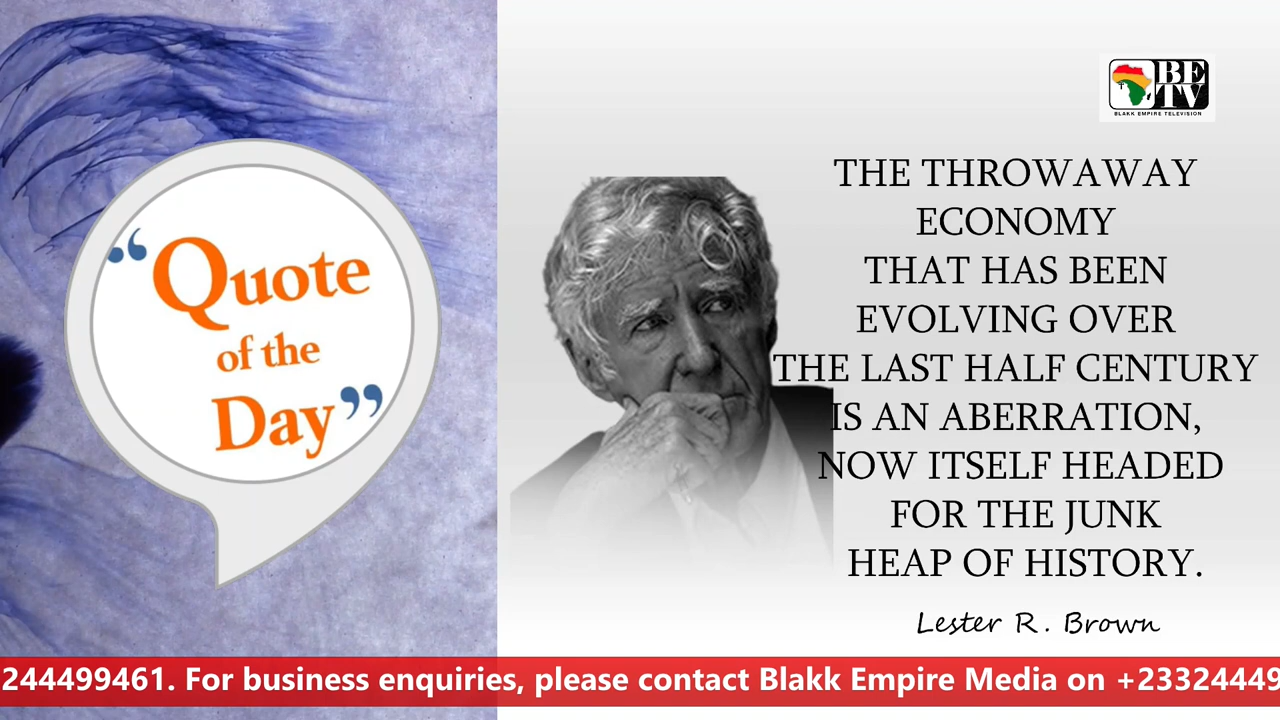 “Quote
of the
Day”
BE
TV
BLAKK EMPIRE TELEVISION
THE THROWAWAY
ECONOMY
THAT HAS BEEN
EVOLVING OVER
THE LAST HALF CENTURY
IS AN ABERRATION,
NOW ITSELF HEADED
FOR THE JUNK
HEAP OF HISTORY.
Lester R. Brown
244499461. For business enquiries, please contact Blakk Empire Media on +23324449